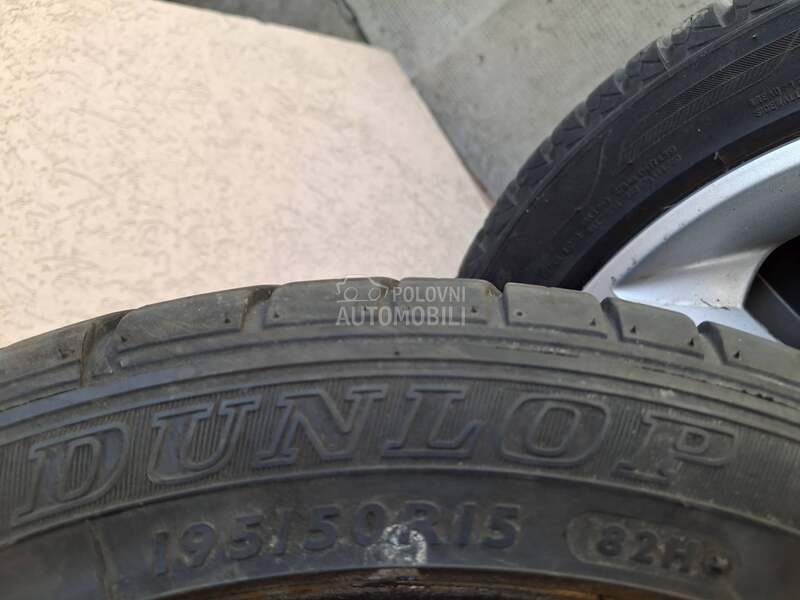 POLOVNI
AUTOMOBILI
DUNLOP
195/50R15 82H